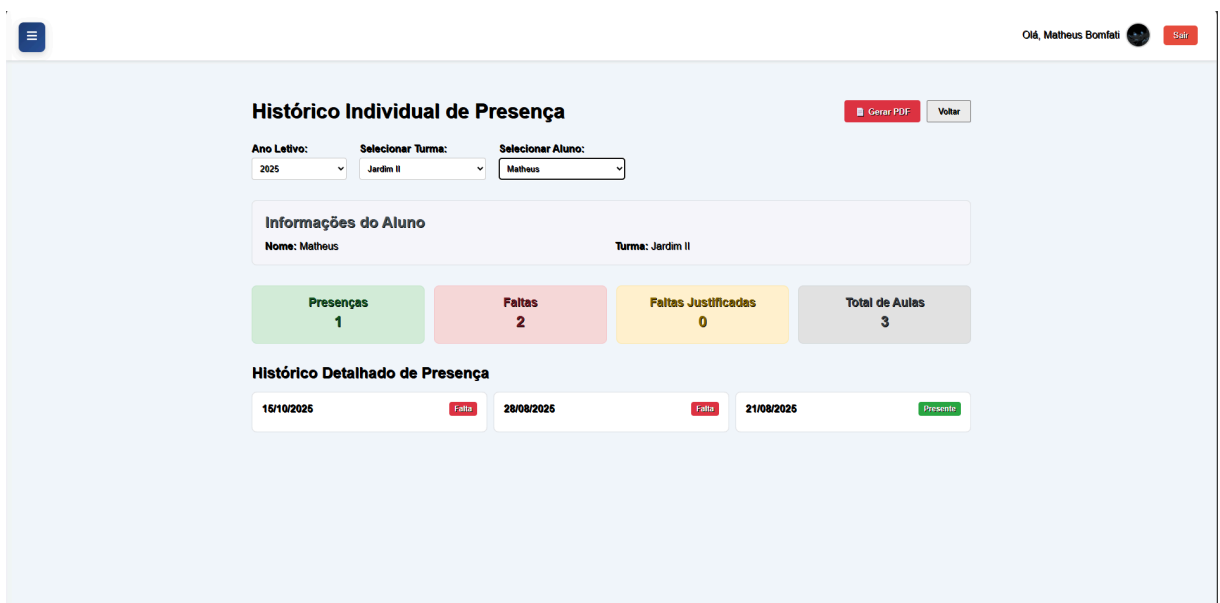 Olá, Matheus Bomfati
Sair
Histórico Individual de Presença
Gerar PDF
Voltar
Ano Letivo: Selecionar Turma: Selecionar Aluno:
2025 Jardim II Matheus
Informações do Aluno
Nome: Matheus Turma: Jardim II
Presenças Faltas Faltas Justificadas Total de Aulas
1 2 0 3
Histórico Detalhado de Presença
15/10/2025 Falta 28/08/2025 Falta 21/08/2025 Presente